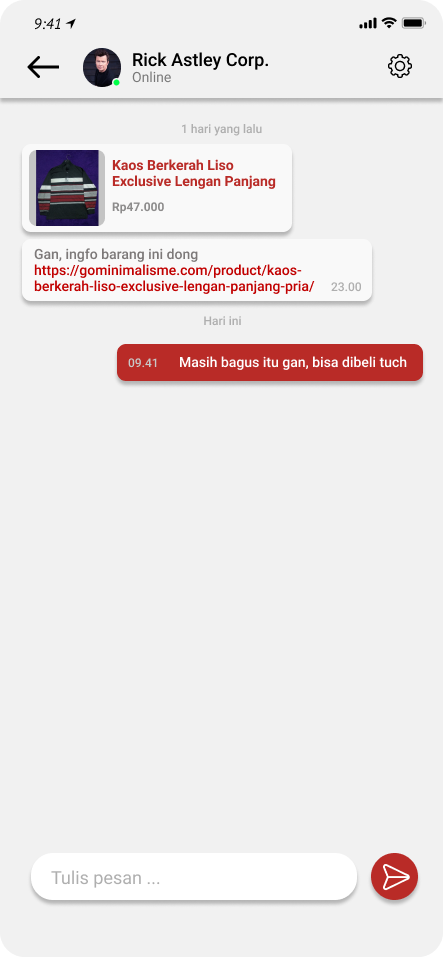 9:41
Rick Astley Corp.
Online
1 hari yang lalu
Kaos Berkerah Liso
Exclusive Lengan Panjang
Rp47.000
Gan, ingfo barang ini dong
https://gominimalisme.com/product/kaos-
berkerah-liso-exclusive-lengan-panjang-pria/ 23.00
Hari ini
09.41 Masih bagus itu gan, bisa dibeli tuch
Tulis pesan ...